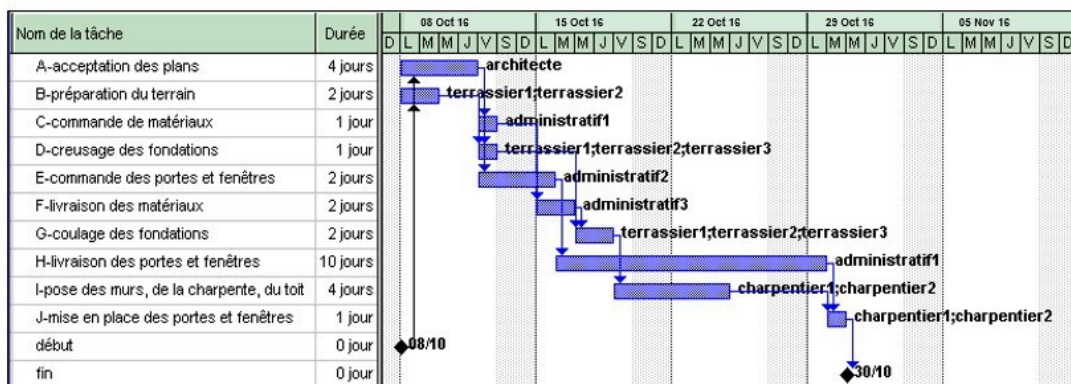 Nom de la tâche Durée 08 Oct 16 15 Oct 16 22 Oct 16 29 Oct 16 05 Nov 16
D L M M J V S D L M M J V S D L M M J V S D L M M J V S D L M M J V S D
A-acceptation des plans 4 jours architecte
B-préparation du terrain 2 jours terrassier1;terrassier2
C-commande de matériaux 1 jour administratif1
D-creusage des fondations 1 jour terrassier1;terrassier2;terrassier3
E-commande des portes et fenêtres 2 jours administratif2
F-livraison des matériaux 2 jours administratif3
G-coulage des fondations 2 jours terrassier1;terrassier2;terrassier3
H-livraison des portes et fenêtres 10 jours administratif1
I-pose des murs, de la charpente, du toit 4 jours charpentier1;charpentier2
J-mise en place des portes et fenêtres 1 jour charpentier1;charpentier2
début 0 jour 08/10
fin 0 jour 30/10